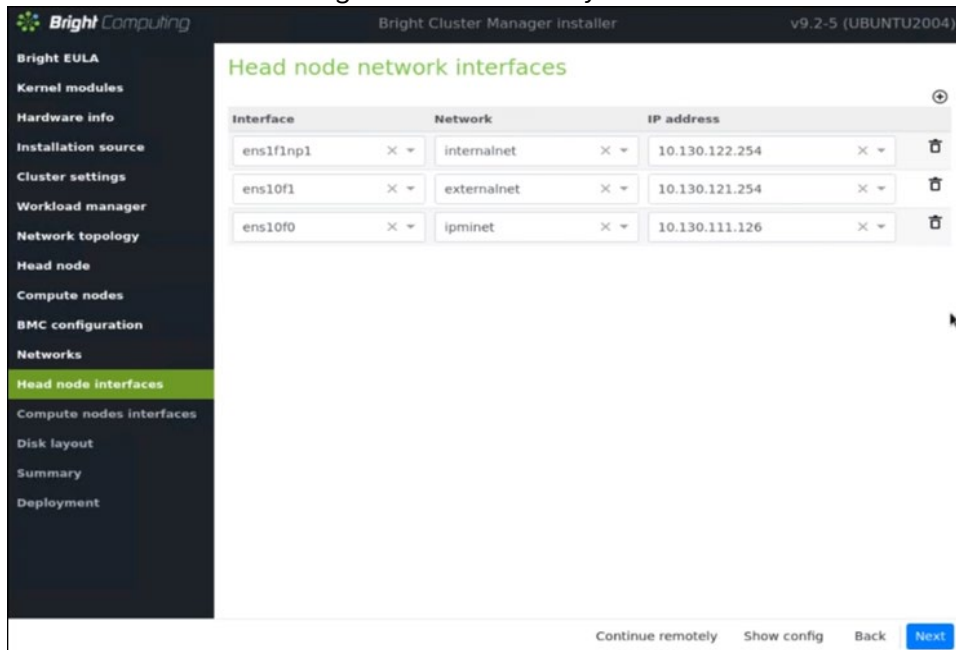 Bright Computing
Bright Cluster Manager installer
v9.2-5 (UBUNTU2004)
Bright EULA
Kernel modules
Hardware info
Installation source
Cluster settings
Workload manager
Network topology
Head node
Compute nodes
BMC configuration
Networks
Head node interfaces
Compute nodes interfaces
Disk layout
Summary
Deployment
Head node network interfaces
Interface Network IP address
ens1f1np1 internalnet 10.130.122.254
ens10f1 externalnet 10.130.121.254
ens10f0 ipminet 10.130.111.126
Continue remotely Show config Back Next